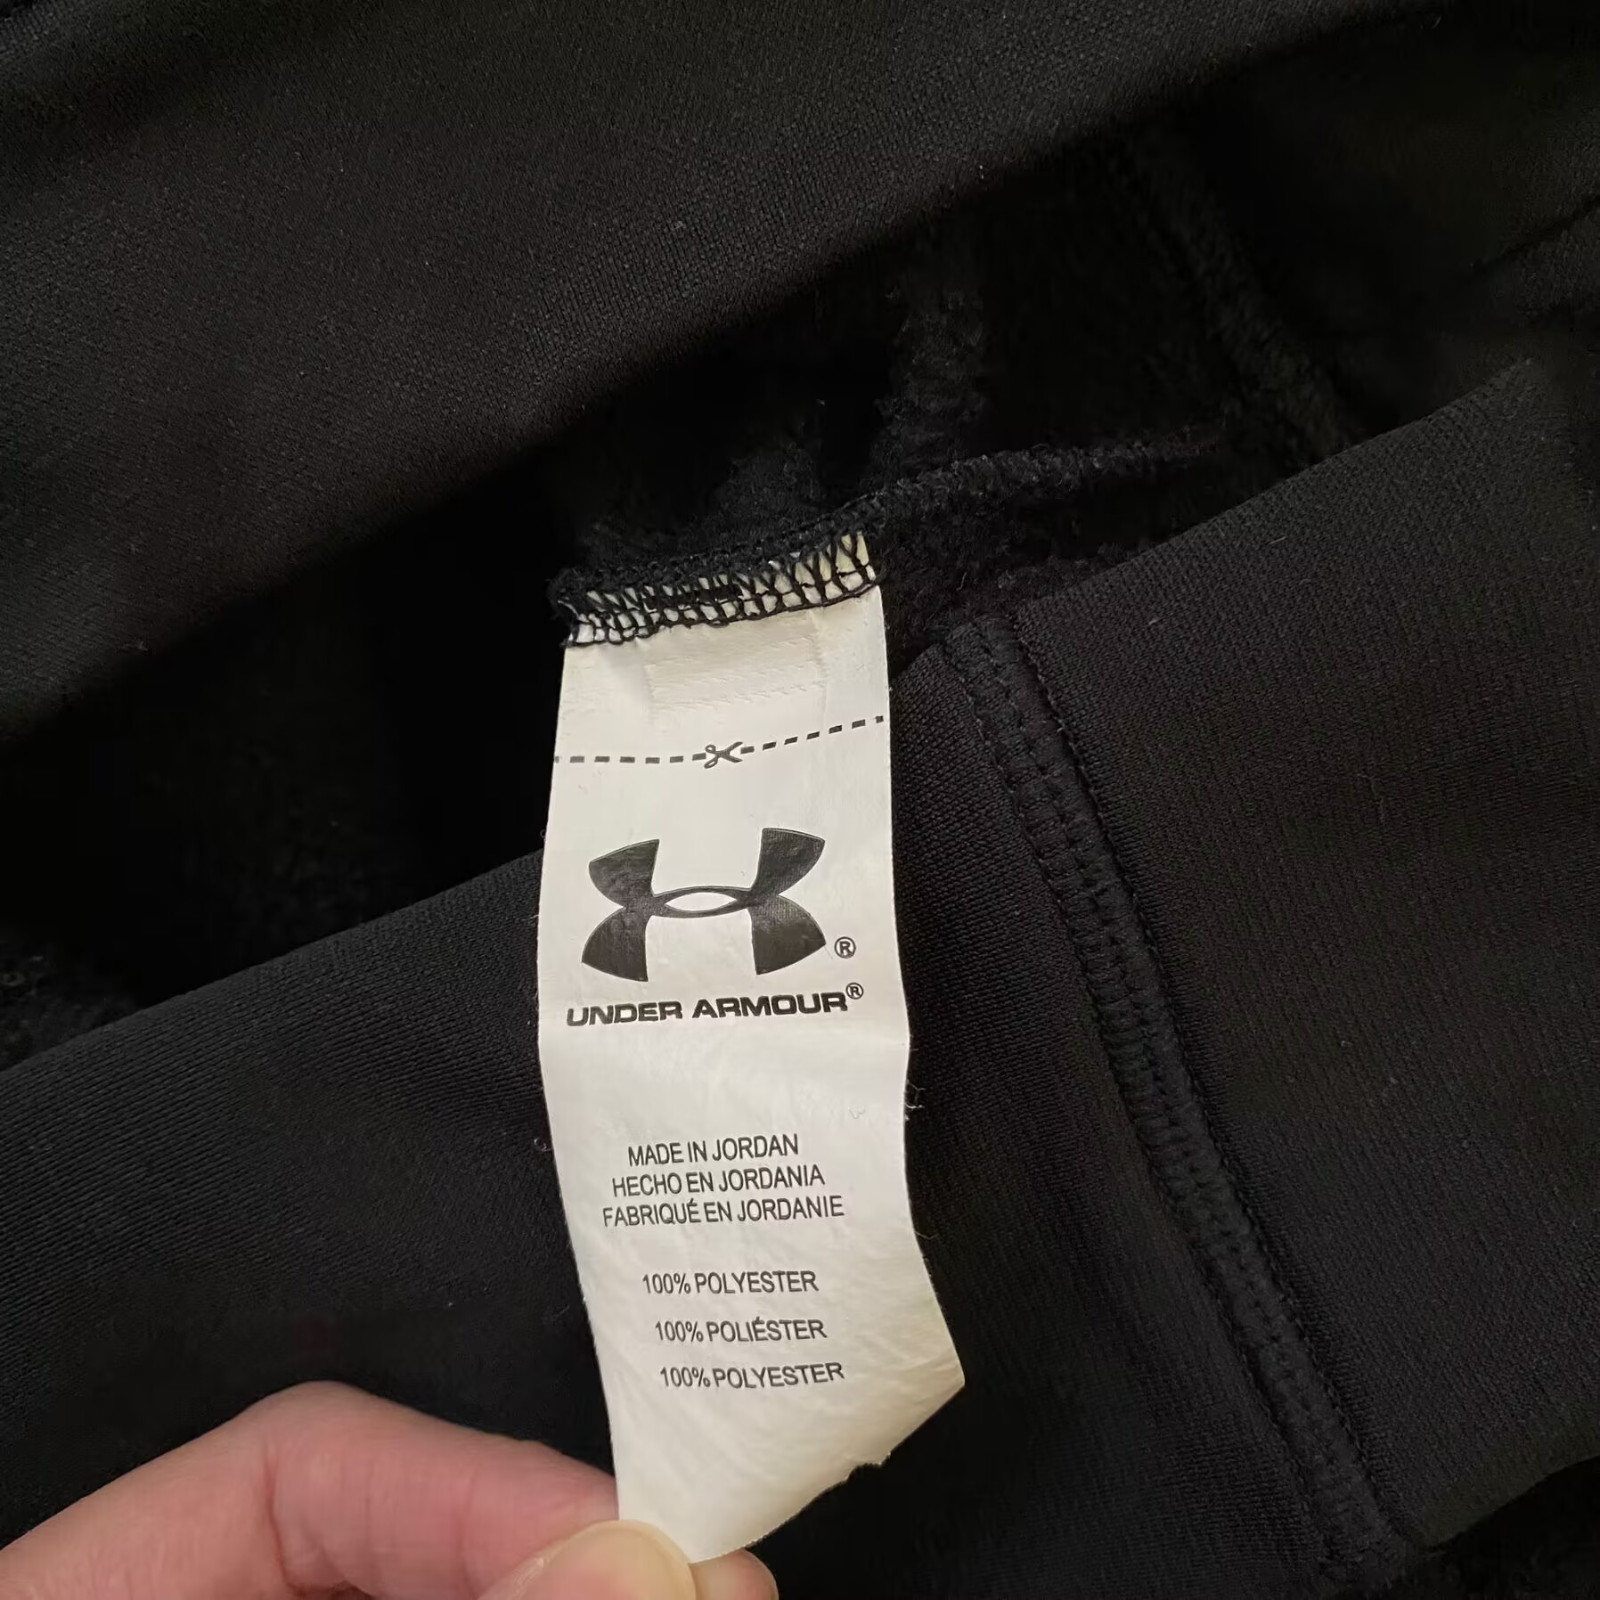 ®
UNDER ARMOUR®
MADE IN JORDAN
HECHO EN JORDANIA
FABRIQUÉ EN JORDANIE
100% POLYESTER
100% POLIÉSTER
100% POLYESTER